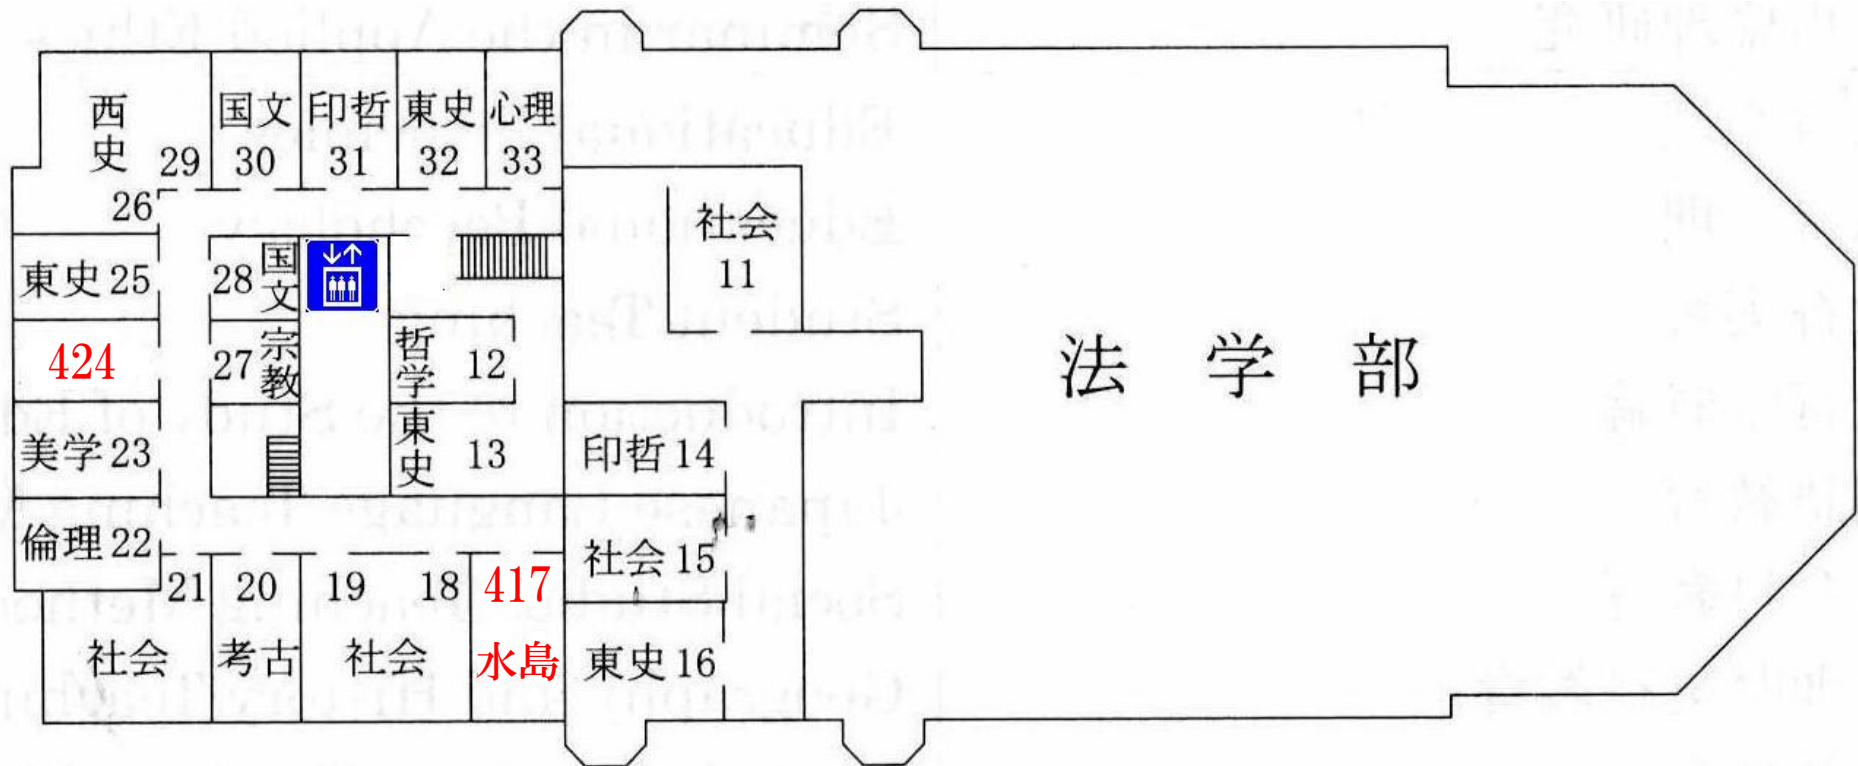 西史 29
国文 30
印哲 31
東史 32
心理 33
26
社会 11
東史 25
28 国文
424
27 宗教
哲学 12
法学部
美学 23
東史 13
印哲 14
倫理 22
社会 15
21 社会
20 考古
19 18 社会
417 水島
東史 16